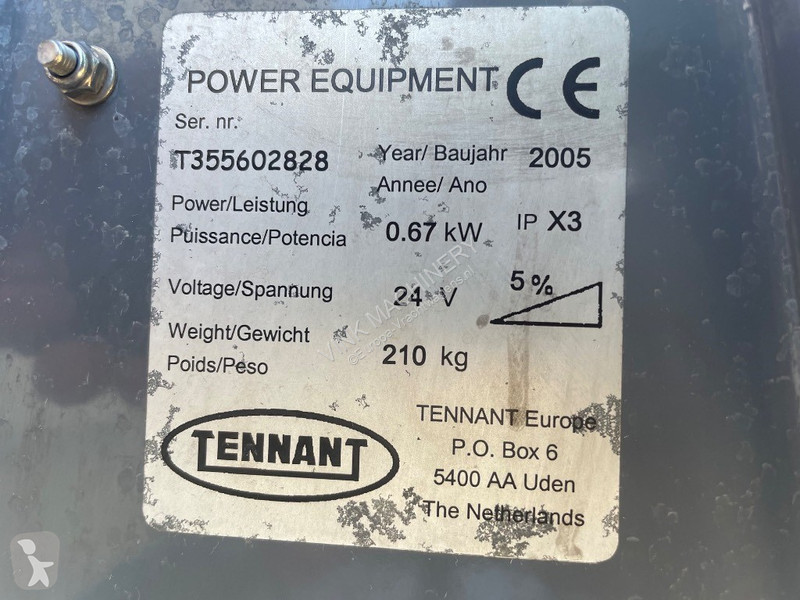 POWER EQUIPMENT CE
Ser. nr.
T355602828
Year/ Baujahr 2005
Annee/ Ano
Power/Leistung
Puissance/Potencia 0.67 kW IP X3
Voltage/Spannung 24 V 5%
Weight/Gewicht
Poids/Peso 210 kg
TENNANT
TENNANT Europe
P.O. Box 6
5400 AA Uden
The Netherlands